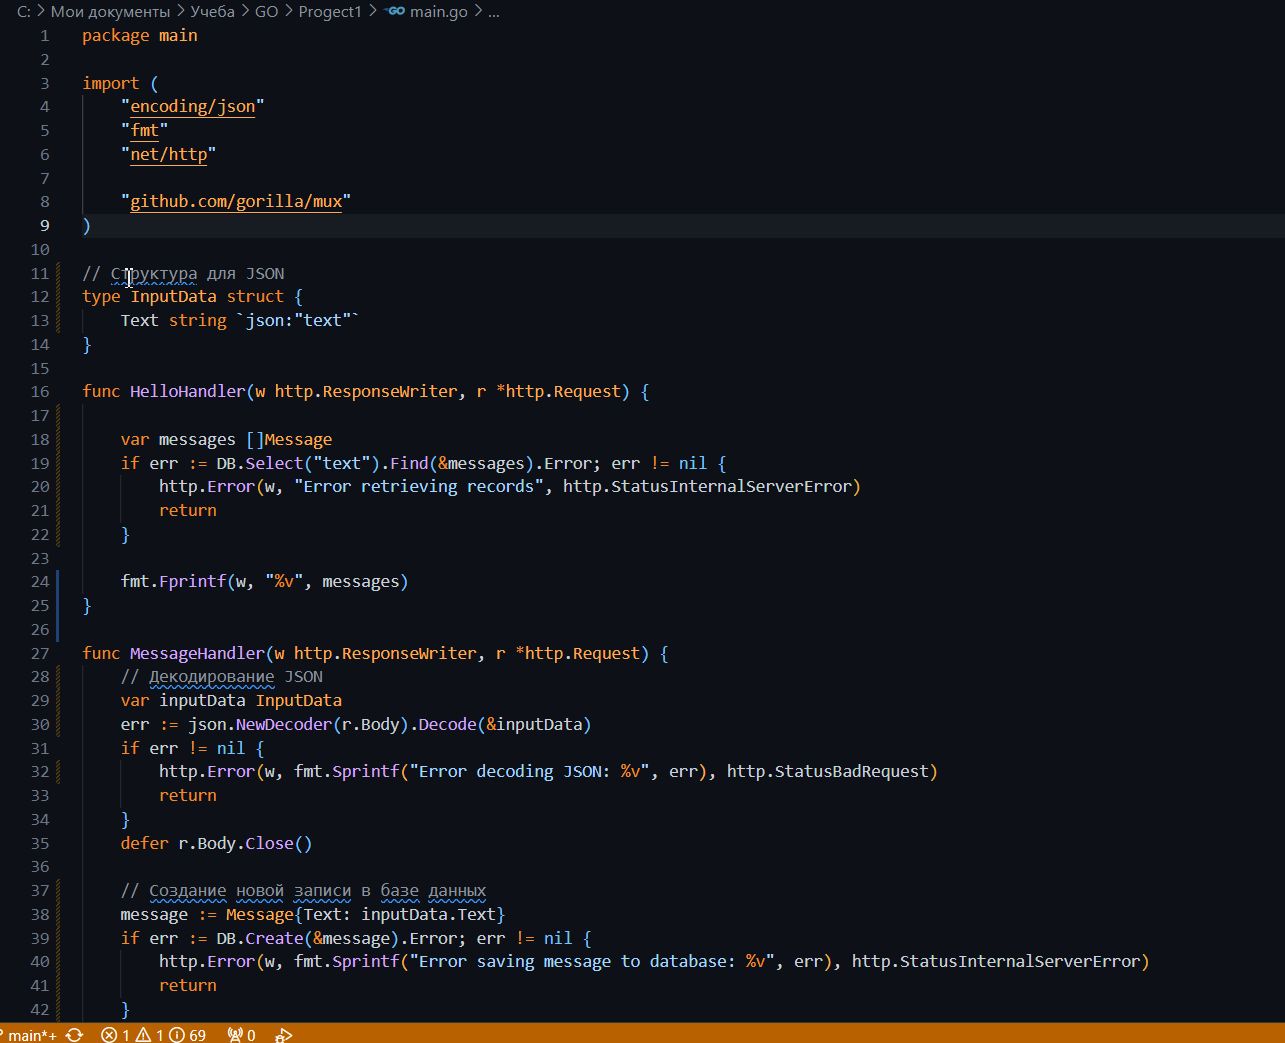 C: > Мои документы > Учеба > GO > Progect1 > GO main.go > ...
1 package main
2
3 import (
4 "encoding/json"
5 "fmt"
6 "net/http"
7
8 "github.com/gorilla/mux"
9 )
10
11 // Структура для JSON
12 type InputData struct {
13 Text string `json:"text"`
14 }
15
16 func HelloHandler(w http.ResponseWriter, r *http.Request) {
17
18 var messages []Message
19 if err := DB.Select("text").Find(&messages).Error; err != nil {
20 http.Error(w, "Error retrieving records", http.StatusInternalServerError)
21 return
22 }
23
24 fmt.Fprintf(w, "%v", messages)
25 }
26
27 func MessageHandler(w http.ResponseWriter, r *http.Request) {
28 // Декодирование JSON
29 var inputData InputData
30 err := json.NewDecoder(r.Body).Decode(&inputData)
31 if err != nil {
32 http.Error(w, fmt.Sprintf("Error decoding JSON: %v", err), http.StatusBadRequest)
33 return
34 }
35 defer r.Body.Close()
36
37 // Создание новой записи в базе данных
38 message := Message{Text: inputData.Text}
39 if err := DB.Create(&message).Error; err != nil {
40 http.Error(w, fmt.Sprintf("Error saving message to database: %v", err), http.StatusInternalServerError)
41 return
42 }
main*+ 1 1 69 0